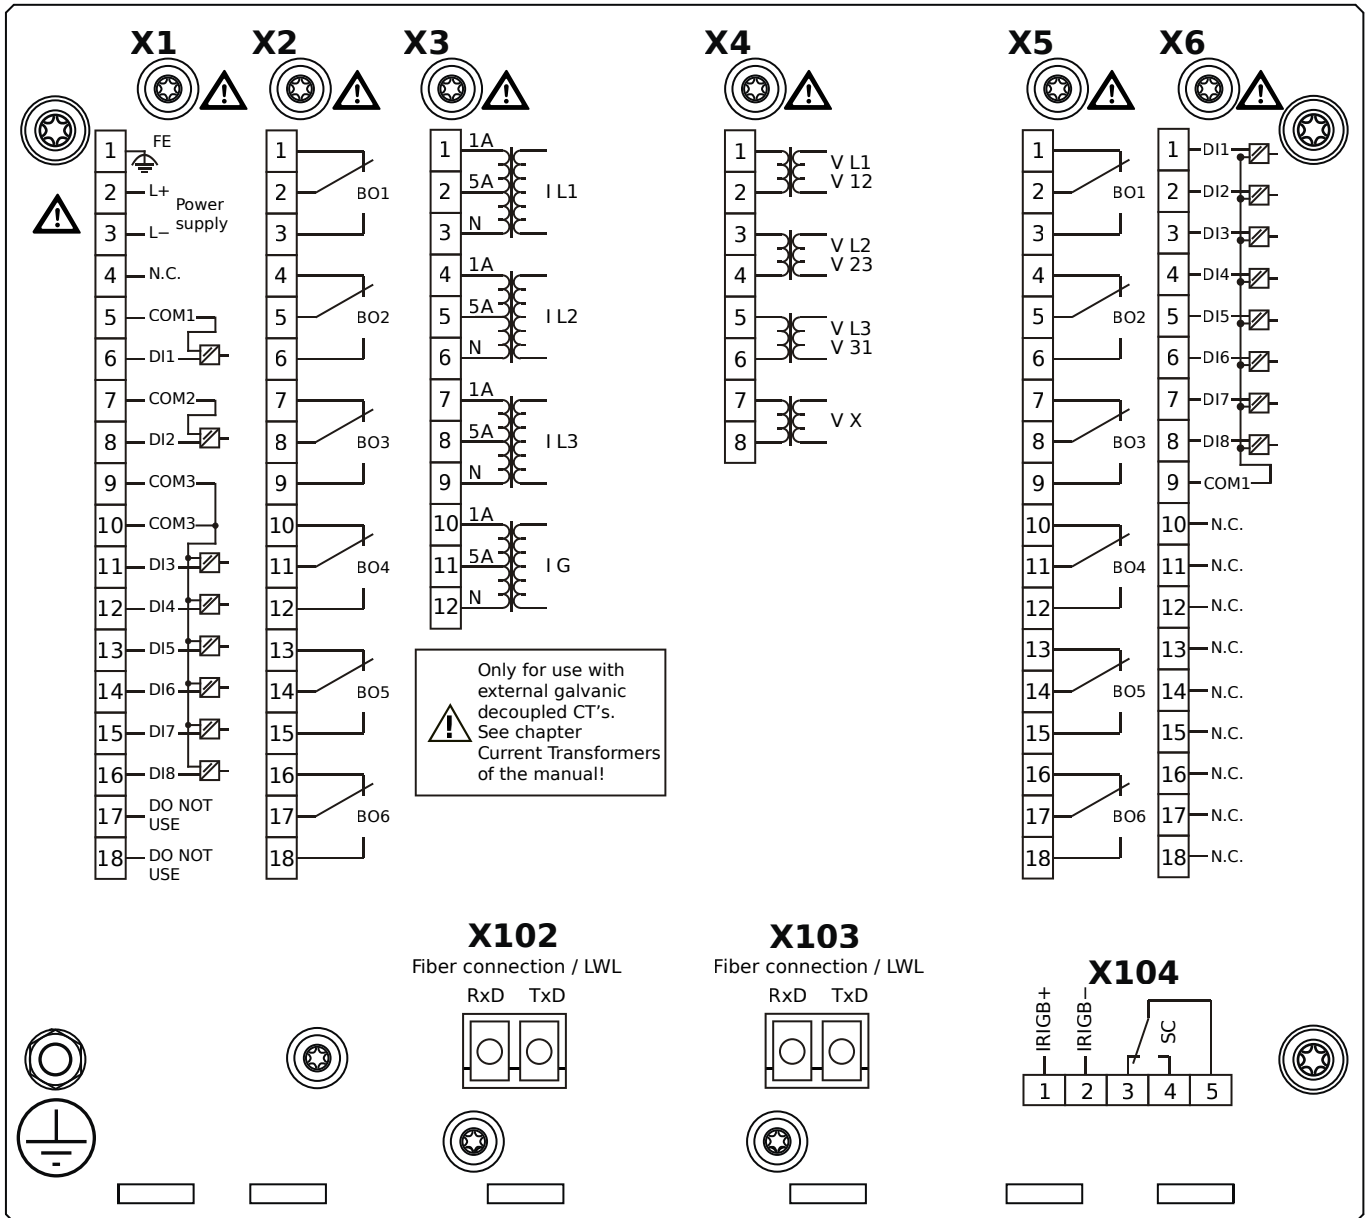 X1
X2
X3
X4
X5
X6
1 FE
2 L+
Power
supply
3 L−
4 N.C.
5 COM1
6 DI1
7 COM2
8 DI2
9 COM3
10 COM3
11 DI3
12 DI4
13 DI5
14 DI6
15 DI7
16 DI8
17 DO NOT
USE
18 DO NOT
USE
1
2 BO1
3
4
5 BO2
6
7
8 BO3
9
10
11 BO4
12
13
14 BO5
15
16
17 BO6
18
1 1A
2 5A I L1
3 N
4 1A
5 5A I L2
6 N
7 1A
8 5A I L3
9 N
10 1A
11 5A I G
12 N
Only for use with
external galvanic
decoupled CT's.
See chapter
Current Transformers
of the manual!
1 V L1
2 V 12
3 V L2
4 V 23
5 V L3
6 V 31
7 V X
8
1
2 BO1
3
4
5 BO2
6
7
8 BO3
9
10
11 BO4
12
13
14 BO5
15
16
17 BO6
18
1 DI1
2 DI2
3 DI3
4 DI4
5 DI5
6 DI6
7 DI7
8 DI8
9 COM1
10 N.C.
11 N.C.
12 N.C.
13 N.C.
14 N.C.
15 N.C.
16 N.C.
17 N.C.
18 N.C.
X102
Fiber connection / LWL
RxD TxD
X103
Fiber connection / LWL
RxD TxD
X104
IRIGB+
IRIGB−
SC
1 2 3 4 5